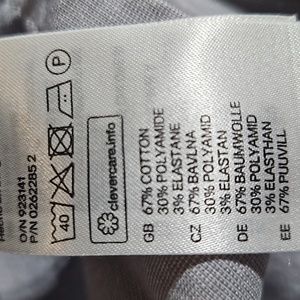 O/N 923141
P/N 0262285 2
P
40
clevercare.info
GB 67% COTTON
30% POLYAMIDE
3% ELASTANE
CZ 67% BAVLNA
30% POLYAMID
3% ELASTAN
DE 67% BAUMWOLLE
30% POLYAMID
3% ELASTHAN
EE 67% PUUVILL